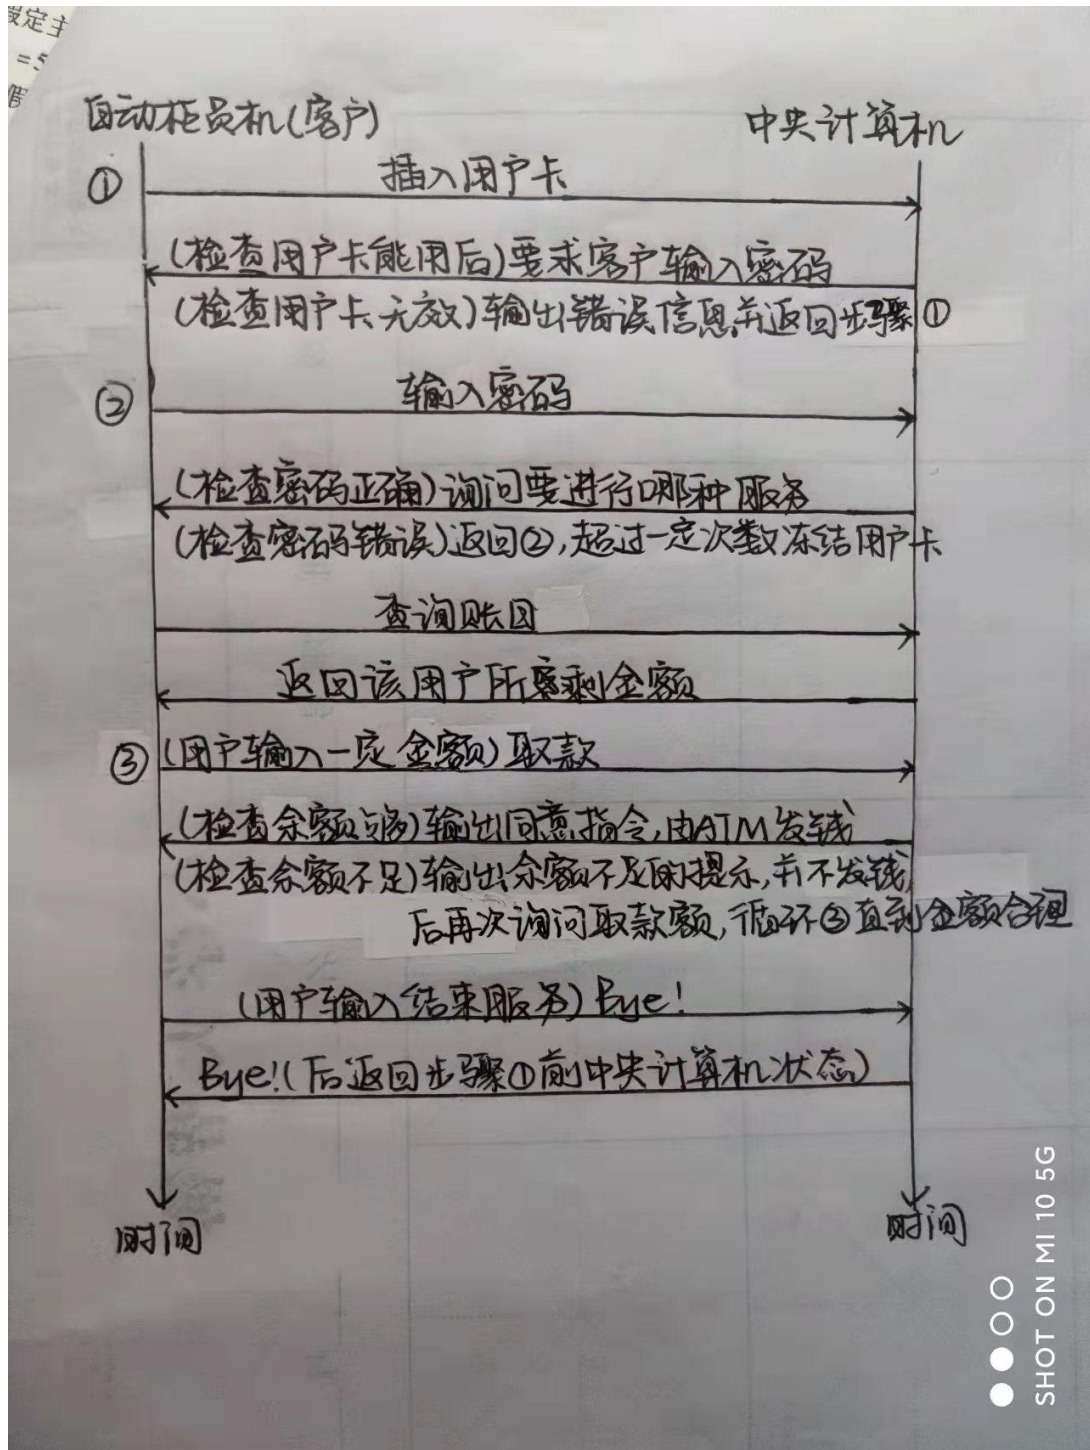 假定主
=5
假
自动柜员机(客户)
中央计算机
① 插入用户卡
(检查用户卡能用后)要求客户输入密码
(检查用户卡无效)输出错误信息并返回步骤①
② 输入密码
(检查密码正确)询问要进行哪种服务
(检查密码错误)返回②,超过一定次数冻结用户卡
查询账目
返回该用户所剩金额
③ (用户输入一定金额)取款
(检查余额够)输出同意指令,由ATM发钱
(检查余额不足)输出余额不足的提示,并不发钱,
后再次询问取款额,循环③直到金额合理
(用户输入结束服务)Bye!
Bye!(后返回步骤①前中央计算机状态)
时间
时间
SHOT ON MI 10 5G